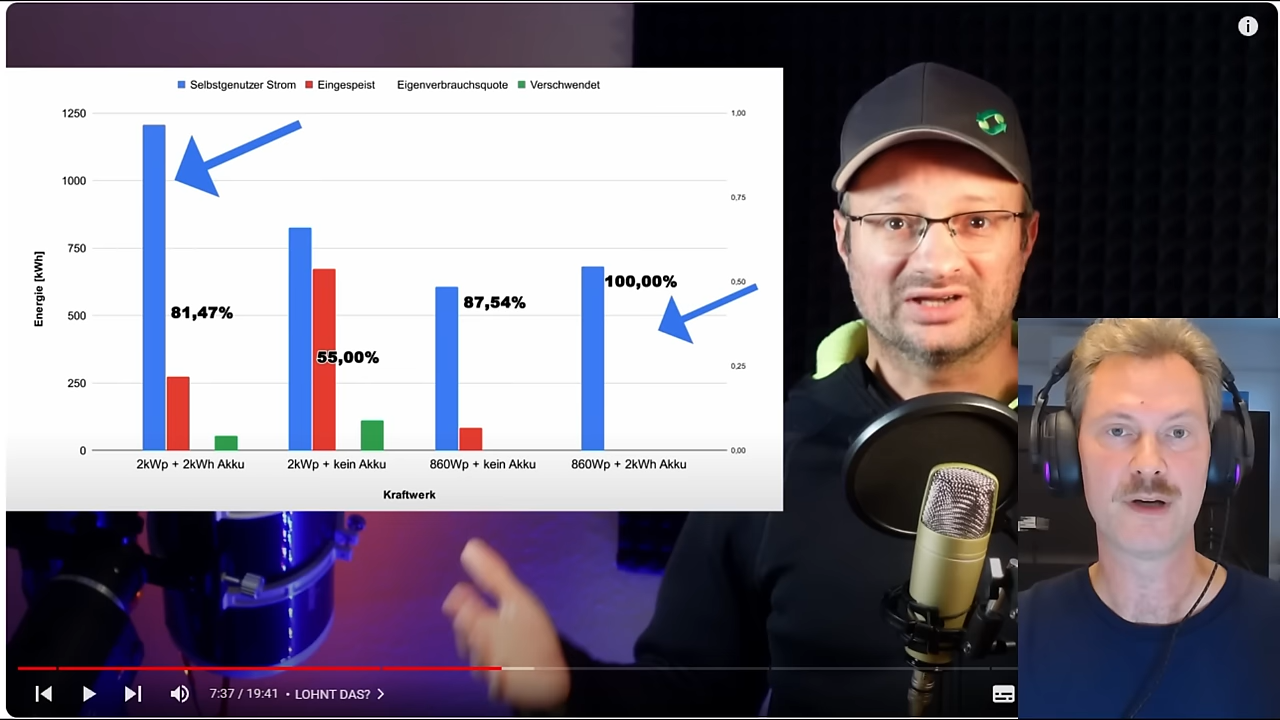 Selbstgenutzer Strom Eingespeist Eigenverbrauchsquote Verschwendet
1250
1000
750
500
250
0
1,00
0,75
0,50
0,25
0,00
Energie [kWh]
81,47%
55,00%
87,54%
100,00%
2kWp + 2kWh Akku
2kWp + kein Akku
860Wp + kein Akku
860Wp + 2kWh Akku
Kraftwerk
7:37 / 19:41 • LOHNT DAS?